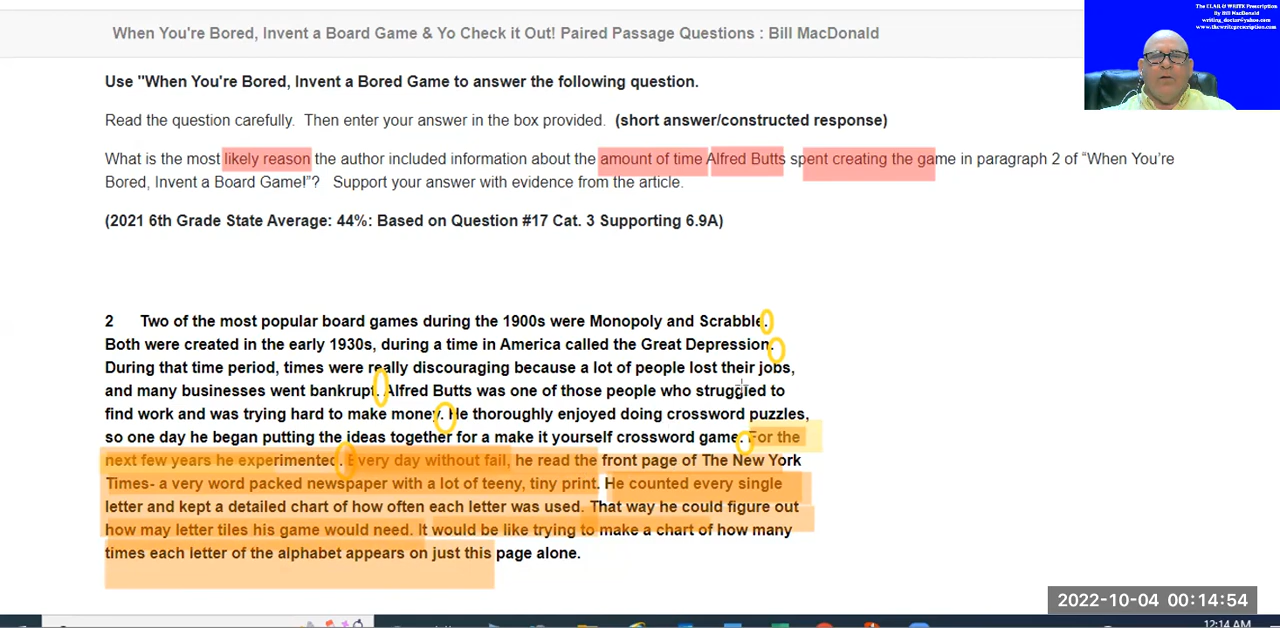 The CLAR & WRITE Prescription
By Bill MacDonald
writing_doctor@yahoo.com
www.thewriteprescription.com
When You're Bored, Invent a Board Game & Yo Check it Out! Paired Passage Questions : Bill MacDonald
Use "When You're Bored, Invent a Bored Game to answer the following question.
Read the question carefully. Then enter your answer in the box provided. (short answer/constructed response)
What is the most likely reason the author included information about the amount of time Alfred Butts spent creating the game in paragraph 2 of “When You’re
Bored, Invent a Board Game!”? Support your answer with evidence from the article.
(2021 6th Grade State Average: 44%: Based on Question #17 Cat. 3 Supporting 6.9A)
2 Two of the most popular board games during the 1900s were Monopoly and Scrabble.
Both were created in the early 1930s, during a time in America called the Great Depression.
During that time period, times were really discouraging because a lot of people lost their jobs,
and many businesses went bankrupt. Alfred Butts was one of those people who struggled to
find work and was trying hard to make money. He thoroughly enjoyed doing crossword puzzles,
so one day he began putting the ideas together for a make it yourself crossword game. For the
next few years he experimented. Every day without fail, he read the front page of The New York
Times- a very word packed newspaper with a lot of teeny, tiny print. He counted every single
letter and kept a detailed chart of how often each letter was used. That way he could figure out
how may letter tiles his game would need. It would be like trying to make a chart of how many
times each letter of the alphabet appears on just this page alone.
2022-10-04 00:14:54
12:14 AM